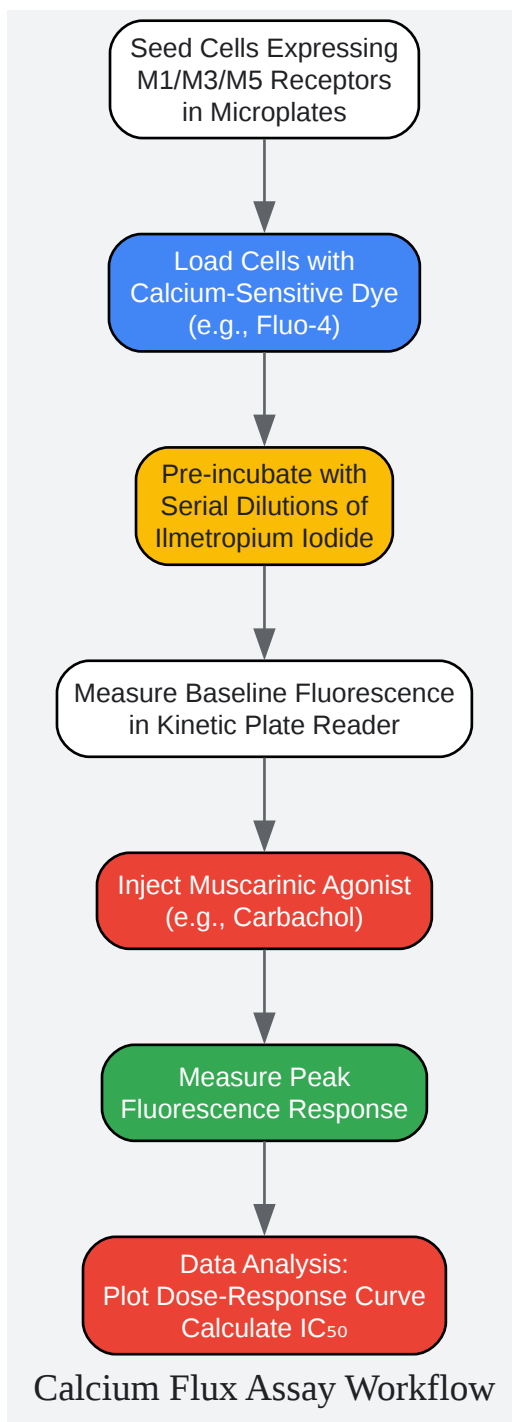 Seed Cells Expressing
M1/M3/M5 Receptors
in Microplates
Load Cells with
Calcium-Sensitive Dye
(e.g., Fluo-4)
Pre-incubate with
Serial Dilutions of
Ilmetropium Iodide
Measure Baseline Fluorescence
in Kinetic Plate Reader
Inject Muscarinic Agonist
(e.g., Carbachol)
Measure Peak
Fluorescence Response
Data Analysis:
Plot Dose-Response Curve
Calculate IC₅₀
Calcium Flux Assay Workflow